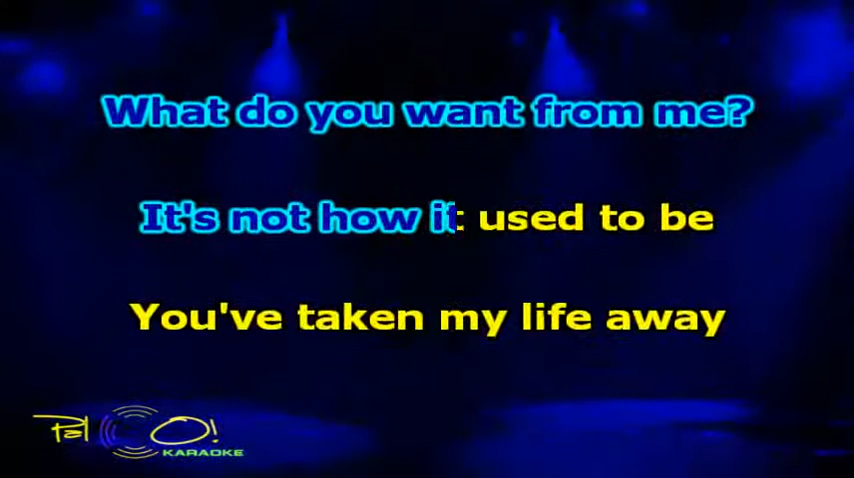 What do you want from me?
It's not how it used to be
You've taken my life away
KARAOKE